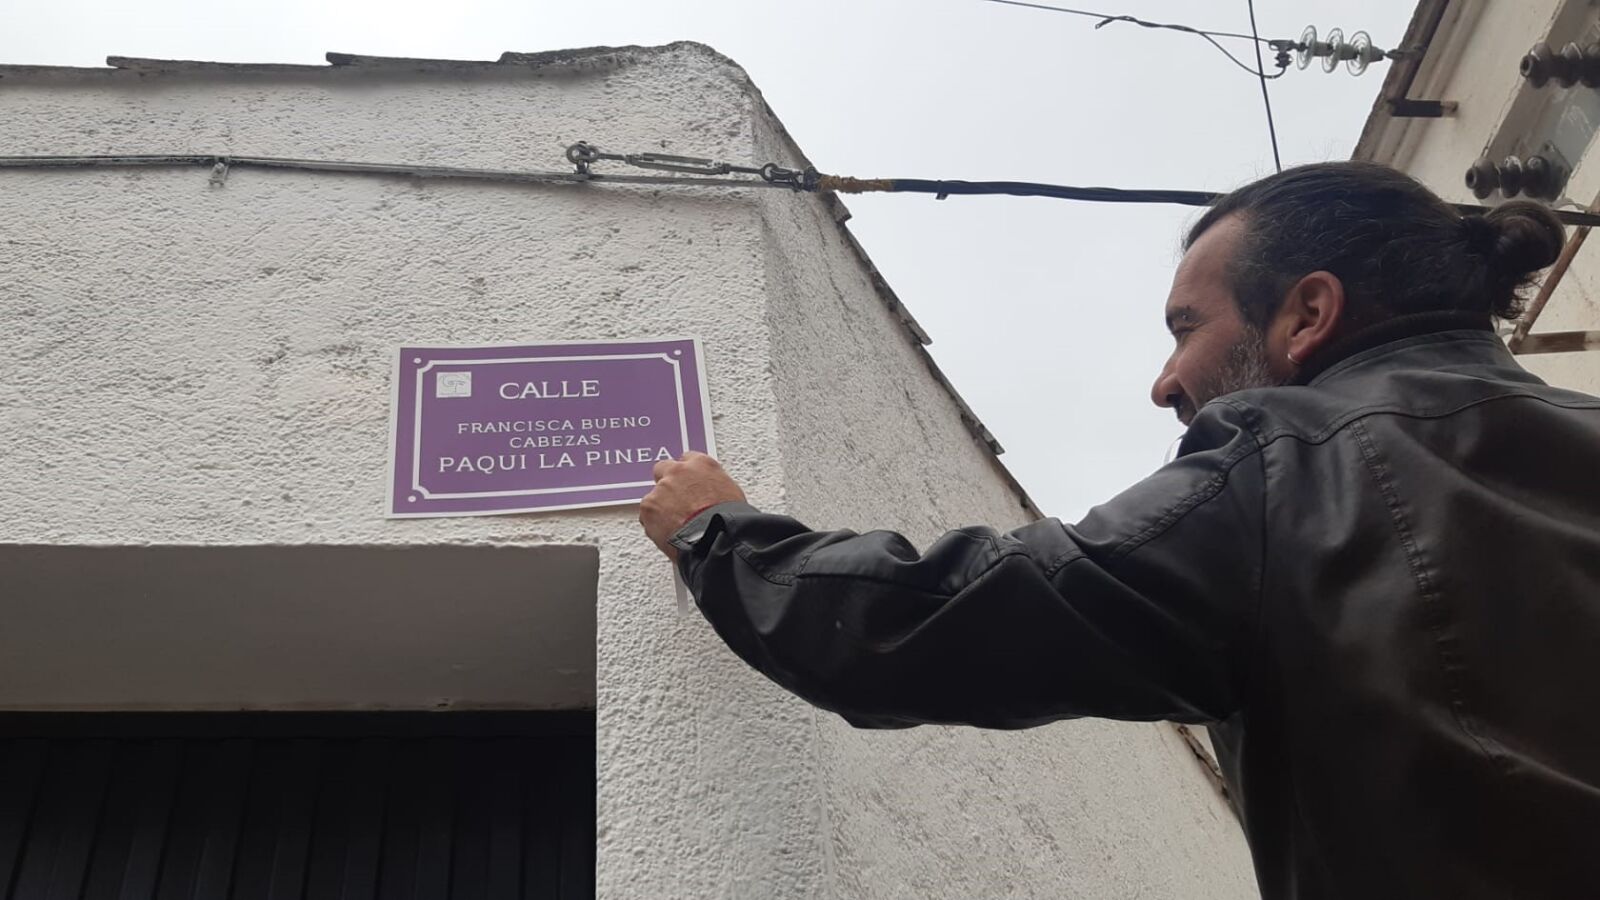 CALLE
FRANCISCA BUENO
CABEZAS
PAQUI LA PINEA